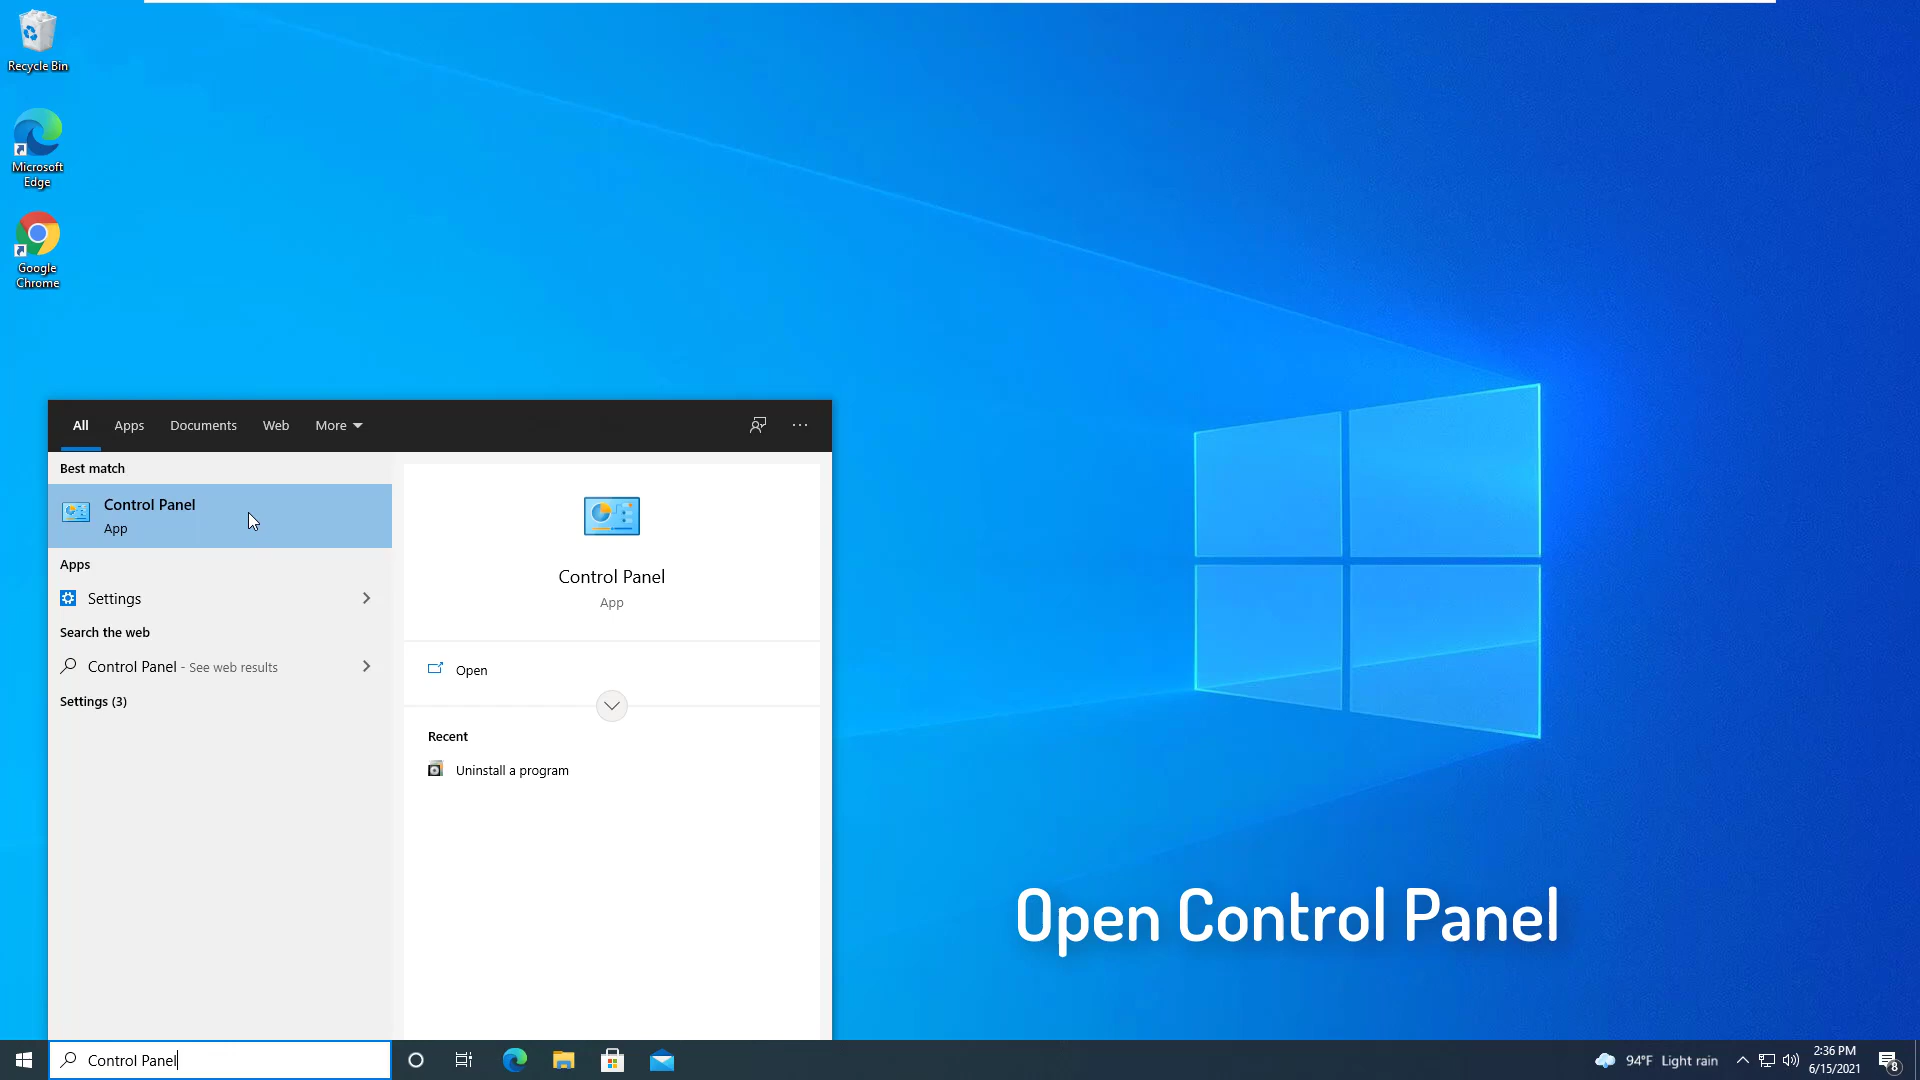 Recycle Bin
Microsoft
Edge
Google
Chrome
All Apps Documents Web More
Best match
Control Panel
App
Apps
Settings
Search the web
Control Panel - See web results
Settings (3)
Control Panel
App
Open
Recent
Uninstall a program
Open Control Panel
Control Panel
94°F Light rain
2:36 PM
6/15/2021
8